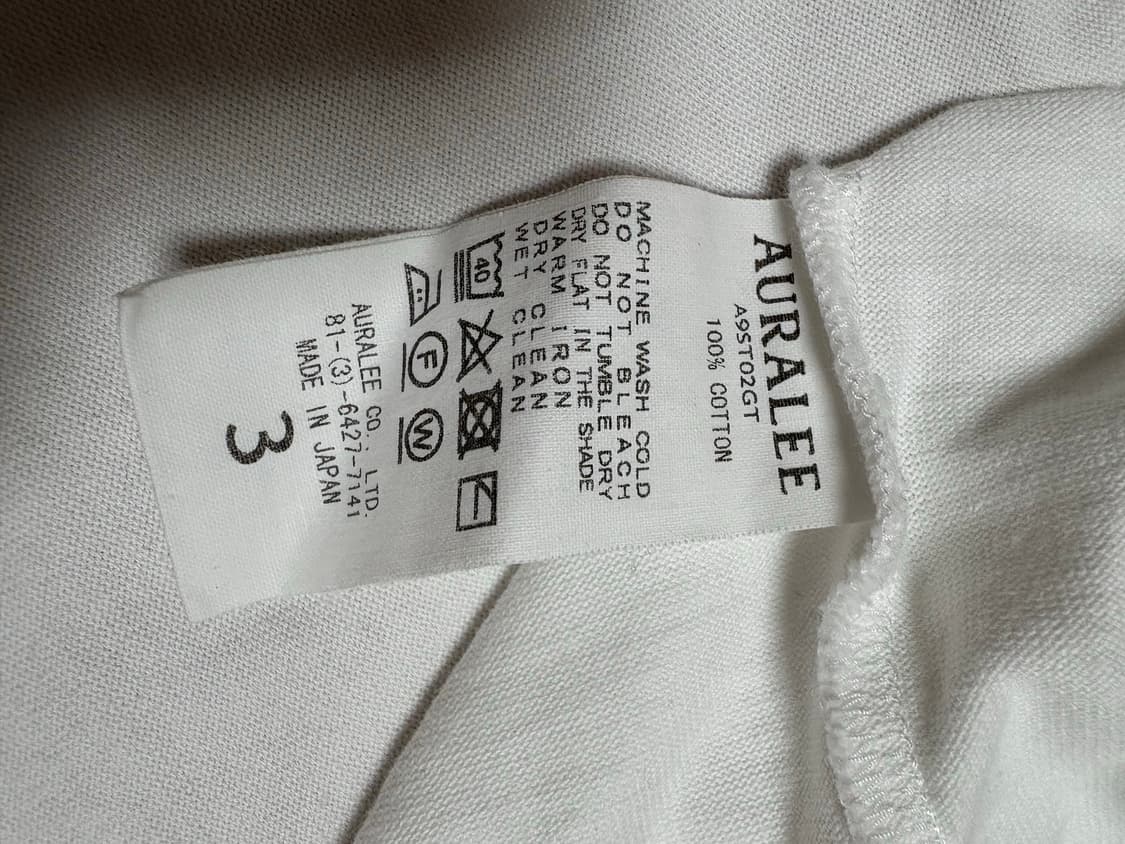 AURALEE
A9ST02GT
100% COTTON
MACHINE WASH COLD
DO NOT BLEACH
DO NOT TUMBLE DRY
DRY FLAT IN THE SHADE
WARM IRON
DRY CLEAN
WET CLEAN
40
F W
AURALEE CO., LTD.
81-(3)-6427-7141
MADE IN JAPAN
3